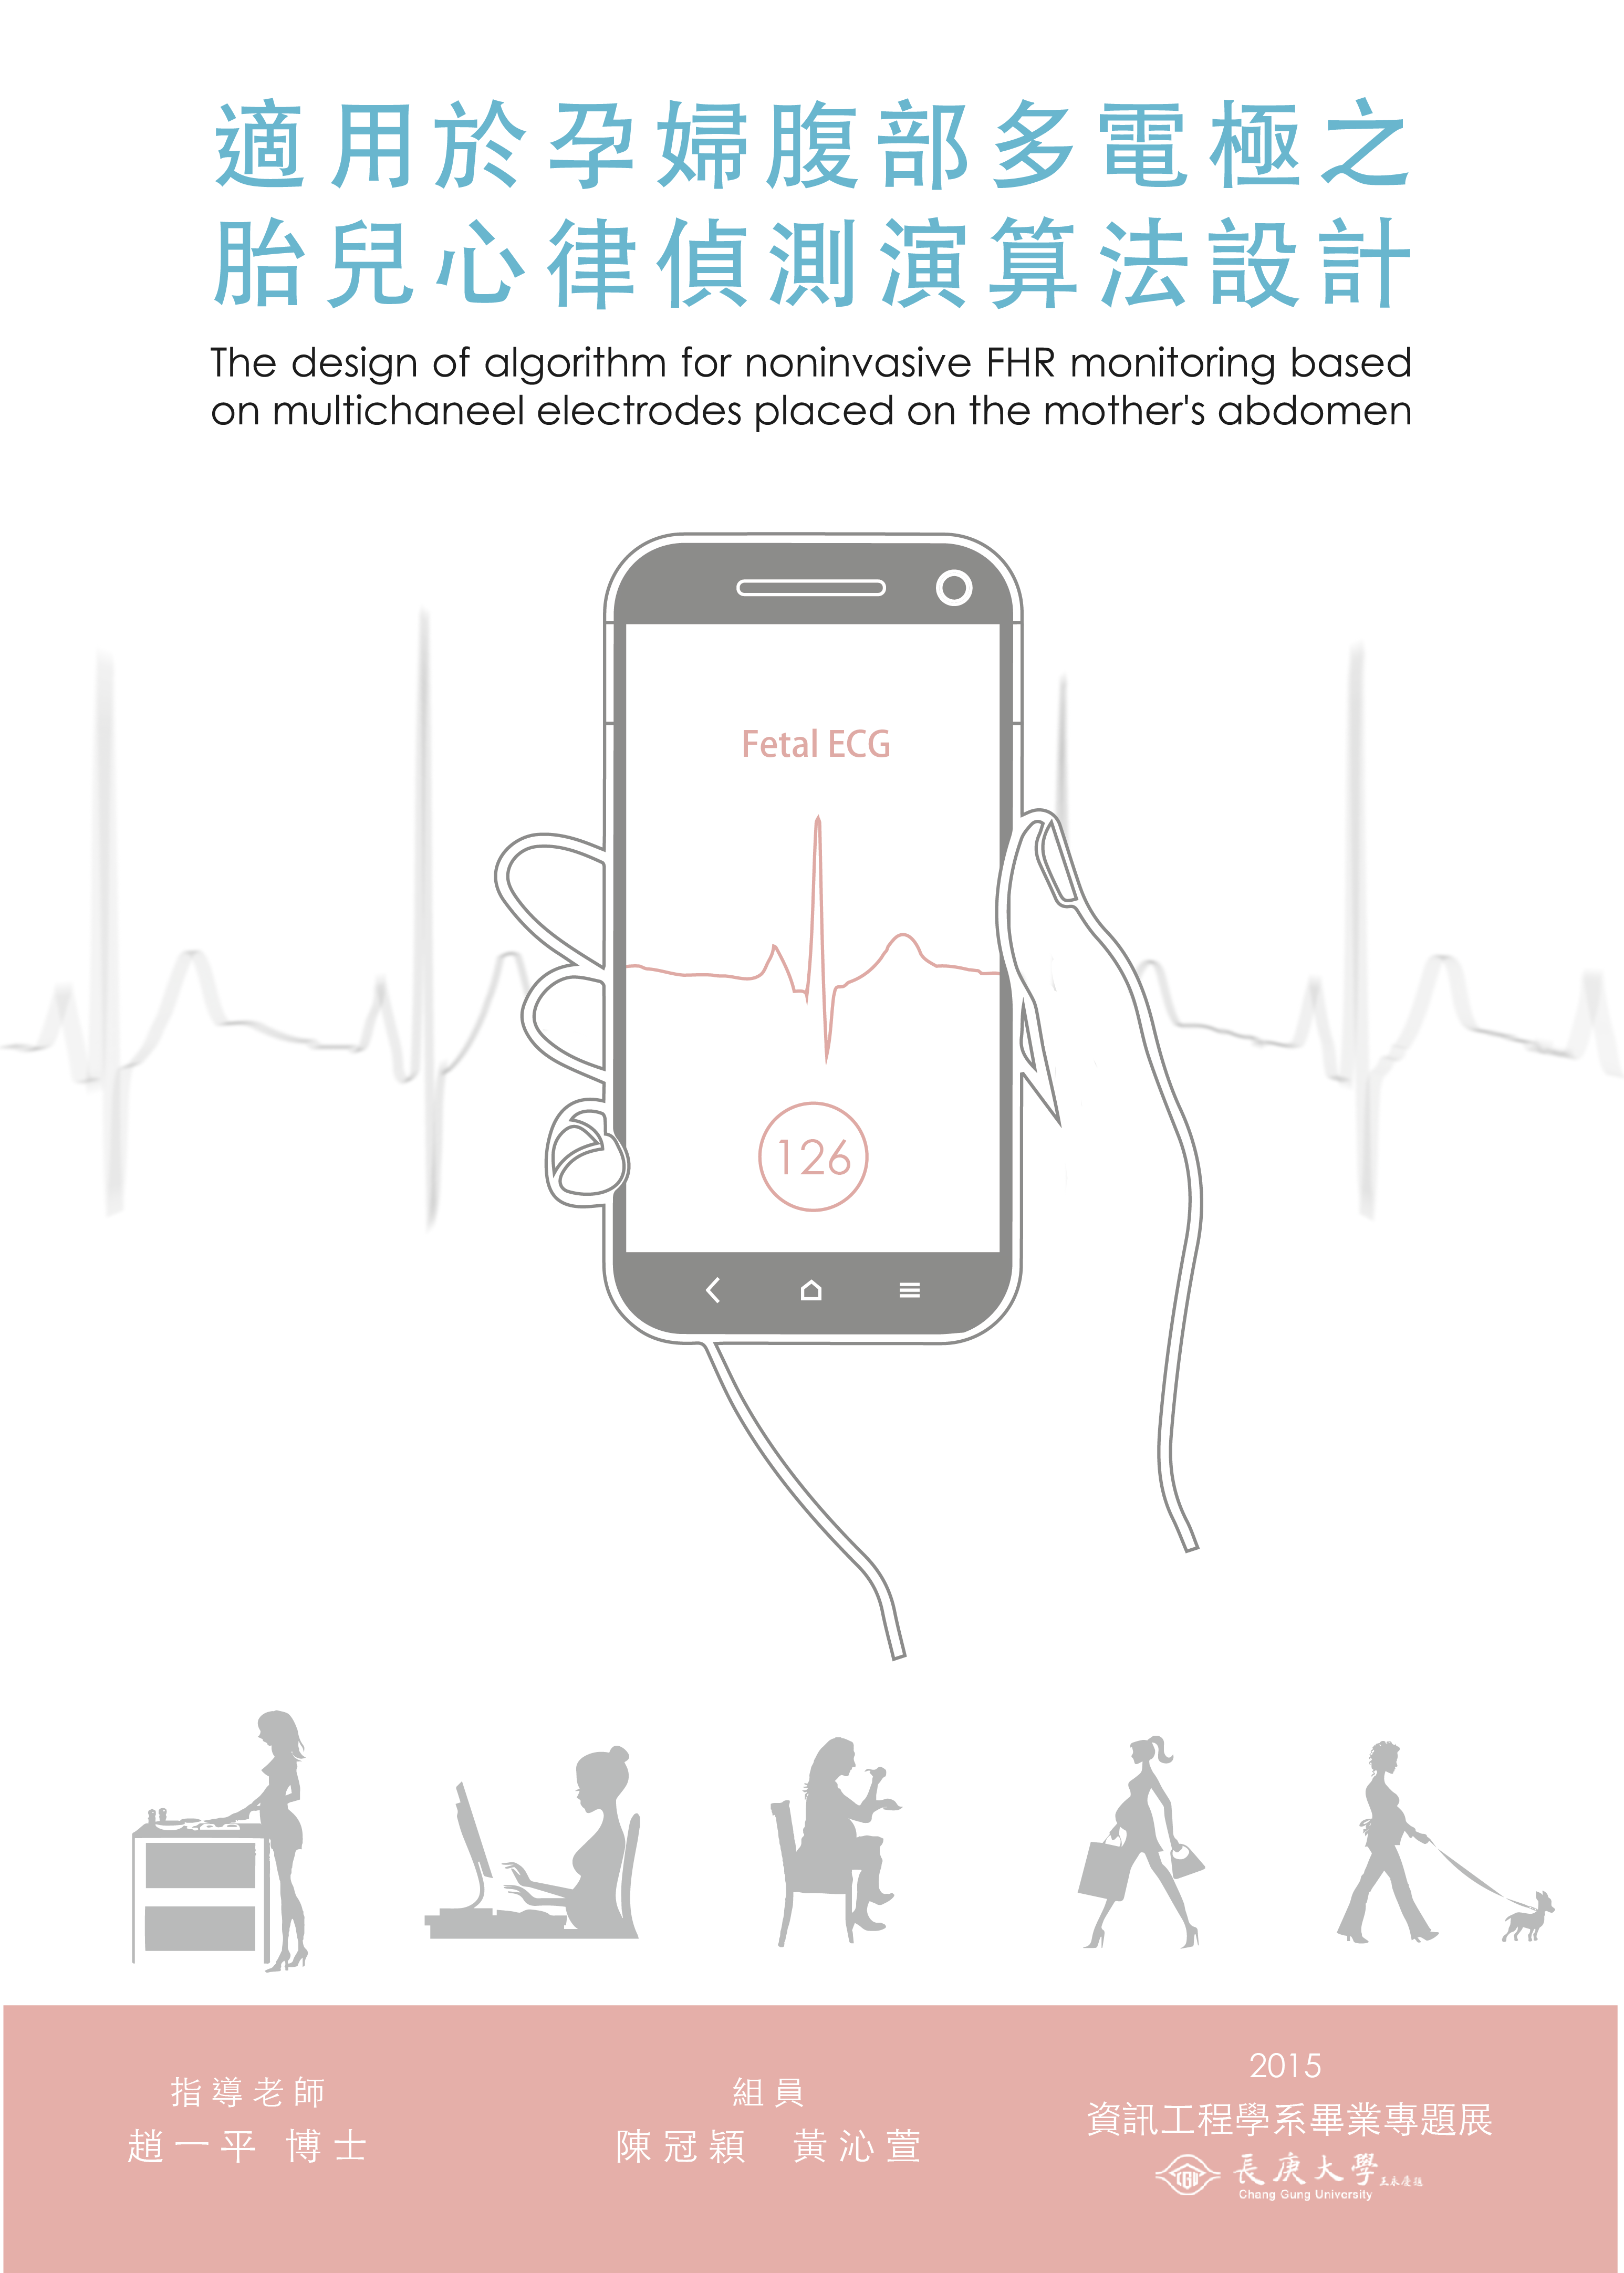 適用於孕婦腹部多電極之
胎兒心律偵測演算法設計
The design of algorithm for noninvasive FHR monitoring based
on multichaneel electrodes placed on the mother's abdomen
Fetal ECG
126
指導老師
趙一平 博士
組員
陳冠穎 黃沁萱
2015
資訊工程學系畢業專題展
長庚大學 王永慶題
Chang Gung University